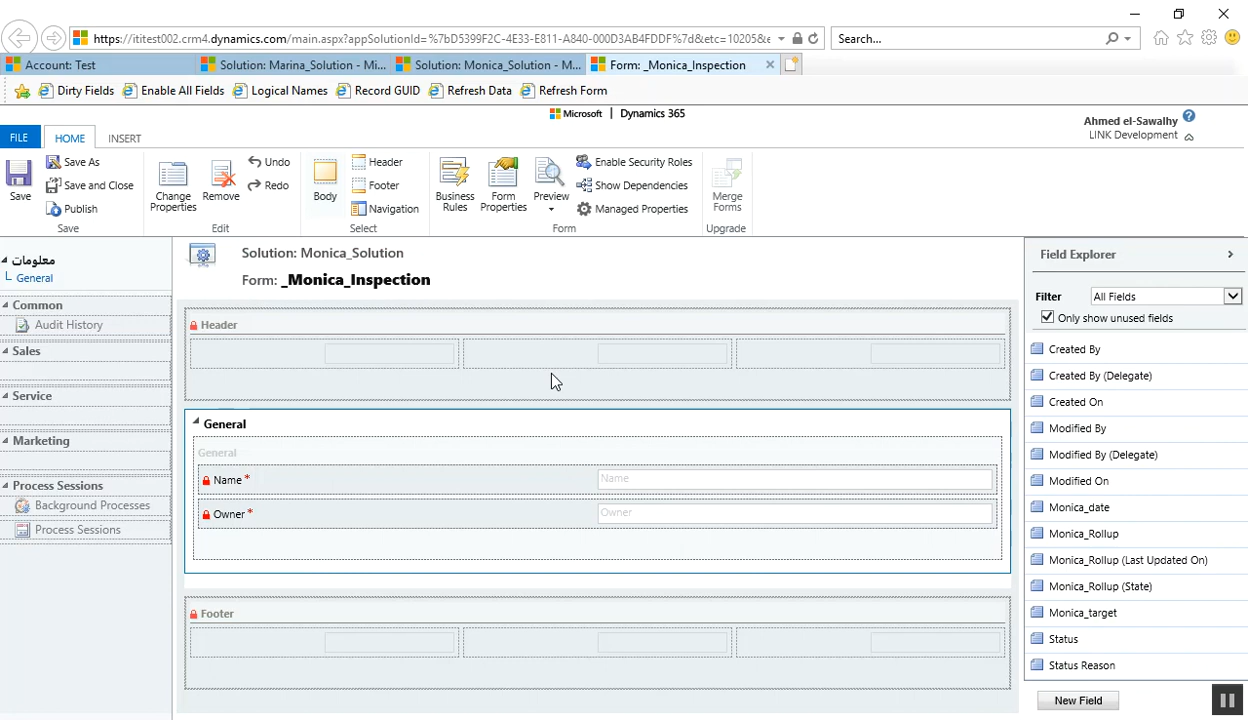 https://ititest002.crm4.dynamics.com/main.aspx?appSolutionId=%7bD5399F2C-4E33-E811-A840-000D3AB4FDDF%7d&etc=10205&e
Search...
Account: Test
Solution: Marina_Solution - Mi...
Solution: Monica_Solution - M...
Form: _Monica_Inspection
Dirty Fields
Enable All Fields
Logical Names
Record GUID
Refresh Data
Refresh Form
Microsoft | Dynamics 365
Ahmed el-Sawalhy
LINK Development
FILE
HOME
INSERT
Save
Save As
Save and Close
Publish
Save
Change Properties
Remove
Undo
Redo
Edit
Body
Header
Footer
Navigation
Select
Business Rules
Form Properties
Preview
Enable Security Roles
Show Dependencies
Managed Properties
Form
Merge Forms
Upgrade
معلومات
General
Common
Audit History
Sales
Service
Marketing
Process Sessions
Background Processes
Process Sessions
Solution: Monica_Solution
Form: _Monica_Inspection
Header
General
General
Name *
Name
Owner *
Owner
Footer
Field Explorer
Filter
All Fields
Only show unused fields
Created By
Created By (Delegate)
Created On
Modified By
Modified By (Delegate)
Modified On
Monica_date
Monica_Rollup
Monica_Rollup (Last Updated On)
Monica_Rollup (State)
Monica_target
Status
Status Reason
New Field